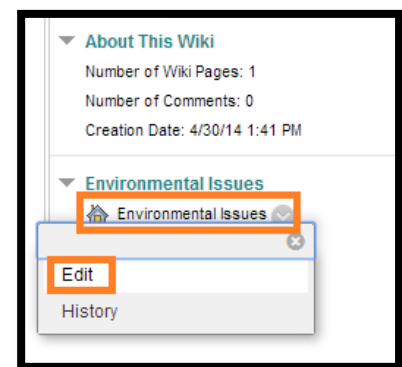 About This Wiki
Number of Wiki Pages: 1
Number of Comments: 0
Creation Date: 4/30/14 1:41 PM
Environmental Issues
Environmental Issues
Edit
History